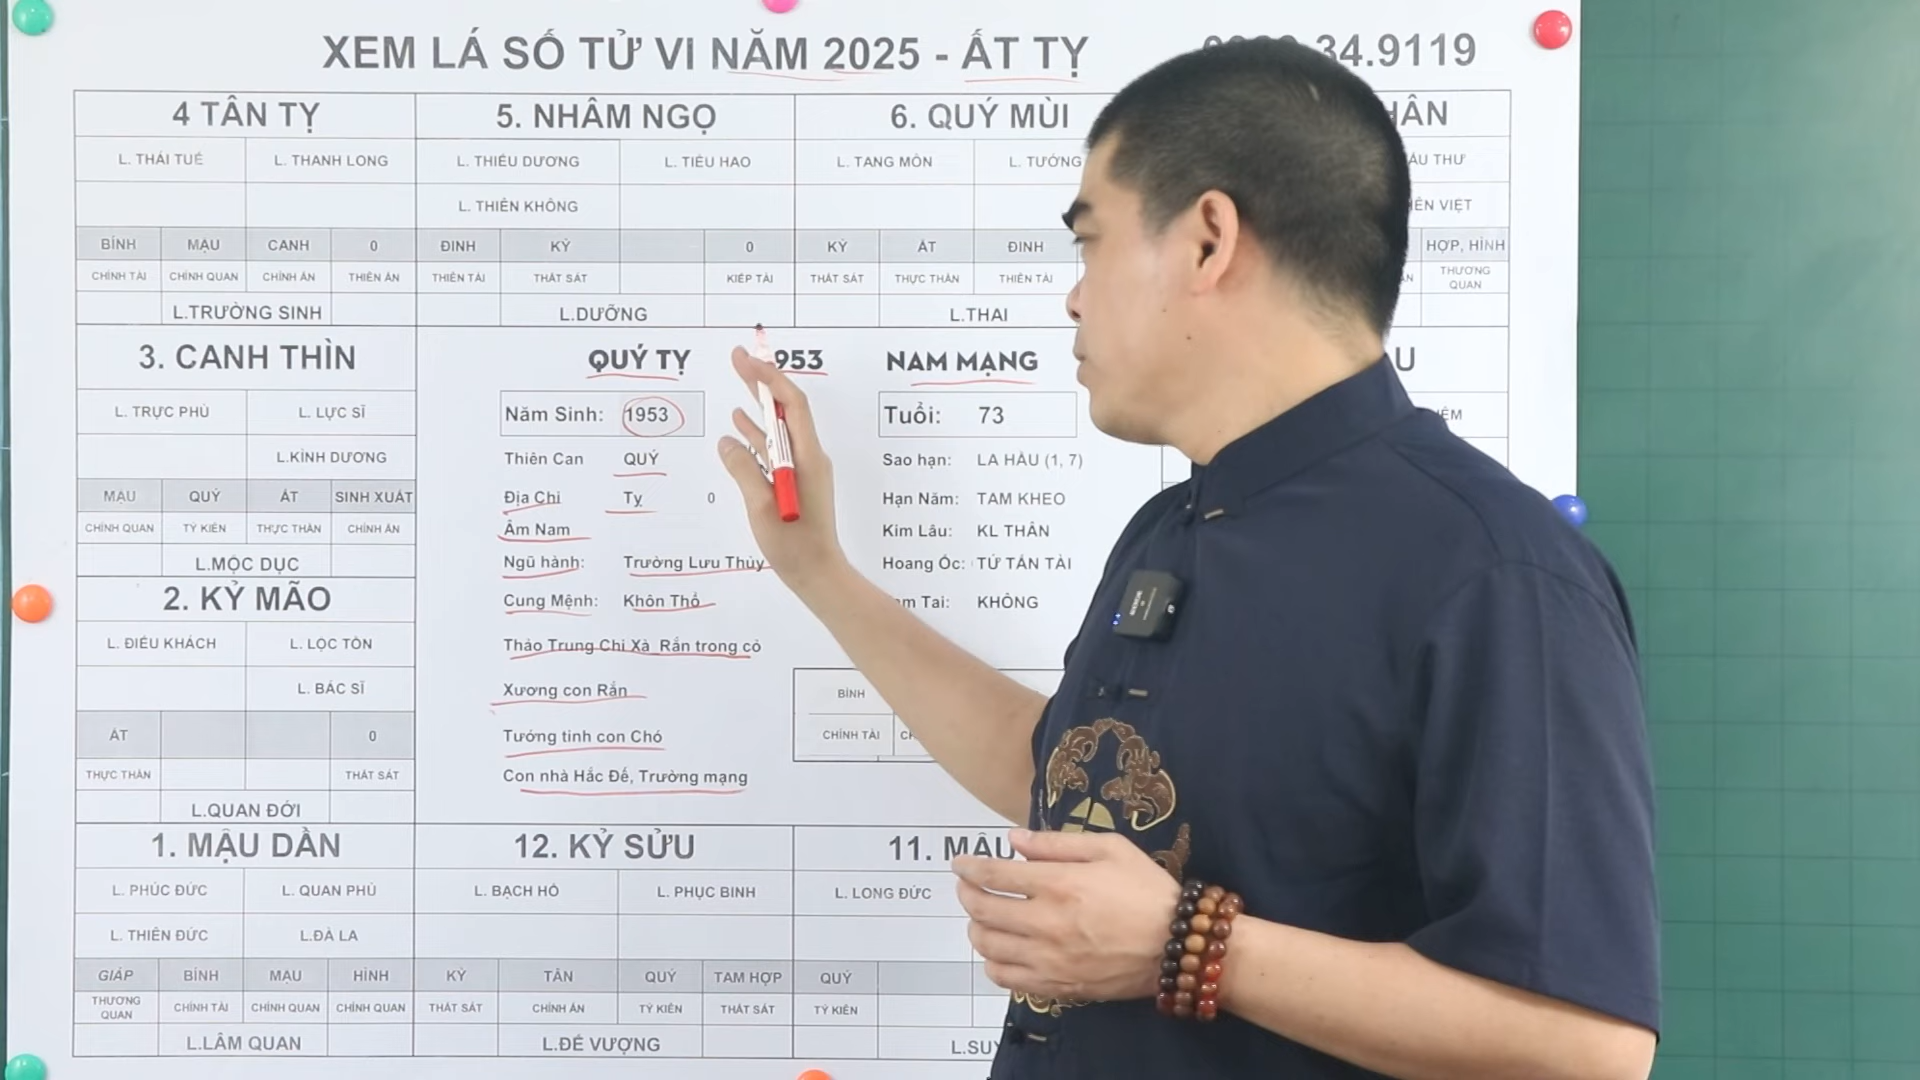 XEM LÁ SỐ TỬ VI NĂM 2025 - ẤT TỴ 34.9119
4 TÂN TỴ
L. THÁI TUẾ L. THANH LONG
BÍNH MẬU CANH 0
CHÍNH TÀI CHÍNH QUAN CHÍNH ẤN THIÊN ẤN
L.TRƯỜNG SINH
5. NHÂM NGỌ
L. THIẾU DƯƠNG L. TIỂU HAO
L. THIÊN KHÔNG
ĐINH KỶ 0
THIÊN TÀI THẤT SÁT KIẾP TÀI
L.DƯỠNG
6. QUÝ MÙI
L. TANG MÔN L. TƯỚNG
KỶ ẤT ĐINH
THẤT SÁT THỰC THẦN THIÊN TÀI
L.THAI
HỢP, HÌNH
THƯƠNG QUAN
3. CANH THÌN
L. TRỰC PHÙ L. LỰC SĨ
L.KÌNH DƯƠNG
MẬU QUÝ ẤT SINH XUẤT
CHÍNH QUAN TỶ KIÊN THỰC THẦN CHÍNH ẤN
L.MỘC DỤC
QUÝ TỴ 953 NAM MẠNG
Năm Sinh: 1953 Tuổi: 73
Thiên Can QUÝ Sao hạn: LA HẦU (1, 7)
Địa Chi Tỵ 0 Hạn Năm: TAM KHEO
Âm Nam Kim Lâu: KL THÂN
Ngũ hành: Trường Lưu Thủy Hoang Ốc: TỨ TẤN TÀI
Cung Mệnh: Khôn Thổ Tai: KHÔNG
Thảo Trung Chi Xà Rắn trong cỏ
Xương con Rắn
Tướng tinh con Chó
Con nhà Hắc Đế, Trường mạng
BÍNH
CHÍNH TÀI
2. KỶ MÃO
L. ĐIẾU KHÁCH L. LỘC TỒN
L. BÁC SĨ
ẤT 0
THỰC THẦN THẤT SÁT
L.QUAN ĐỚI
1. MẬU DẦN
L. PHÚC ĐỨC L. QUAN PHỦ
L. THIÊN ĐỨC L.ĐÀ LA
GIÁP BÍNH MẬU HÌNH
THƯƠNG QUAN CHÍNH TÀI CHÍNH QUAN CHÍNH QUAN
L.LÂM QUAN
12. KỶ SỬU
L. BẠCH HỔ L. PHỤC BINH
KỶ TÂN QUÝ TAM HỢP
THẤT SÁT CHÍNH ẤN TỶ KIÊN THẤT SÁT
L.ĐẾ VƯỢNG
11. MẬU
L. LONG ĐỨC
QUÝ
TỶ KIÊN